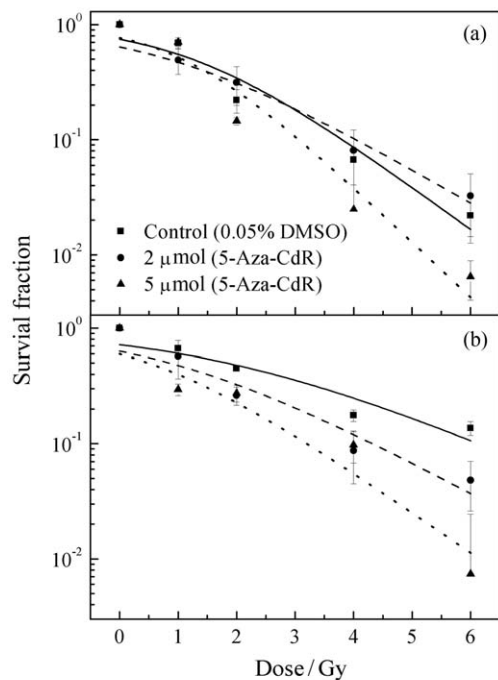 10⁰
(a)
10⁻¹
Control (0.05% DMSO)
2 μmol (5-Aza-CdR)
10⁻²
5 μmol (5-Aza-CdR)
Survial fraction
10⁰
(b)
10⁻¹
10⁻²
0 1 2 3 4 5 6
Dose/Gy